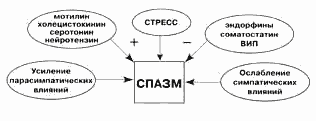 мотилин
холецистокинин
серотонин
нейротензин
СТРЕСС
эндорфины
соматостатин
ВИП
+
–
Усиление
парасимпатических
влияний
СПАЗМ
Ослабление
симпатических
влияний